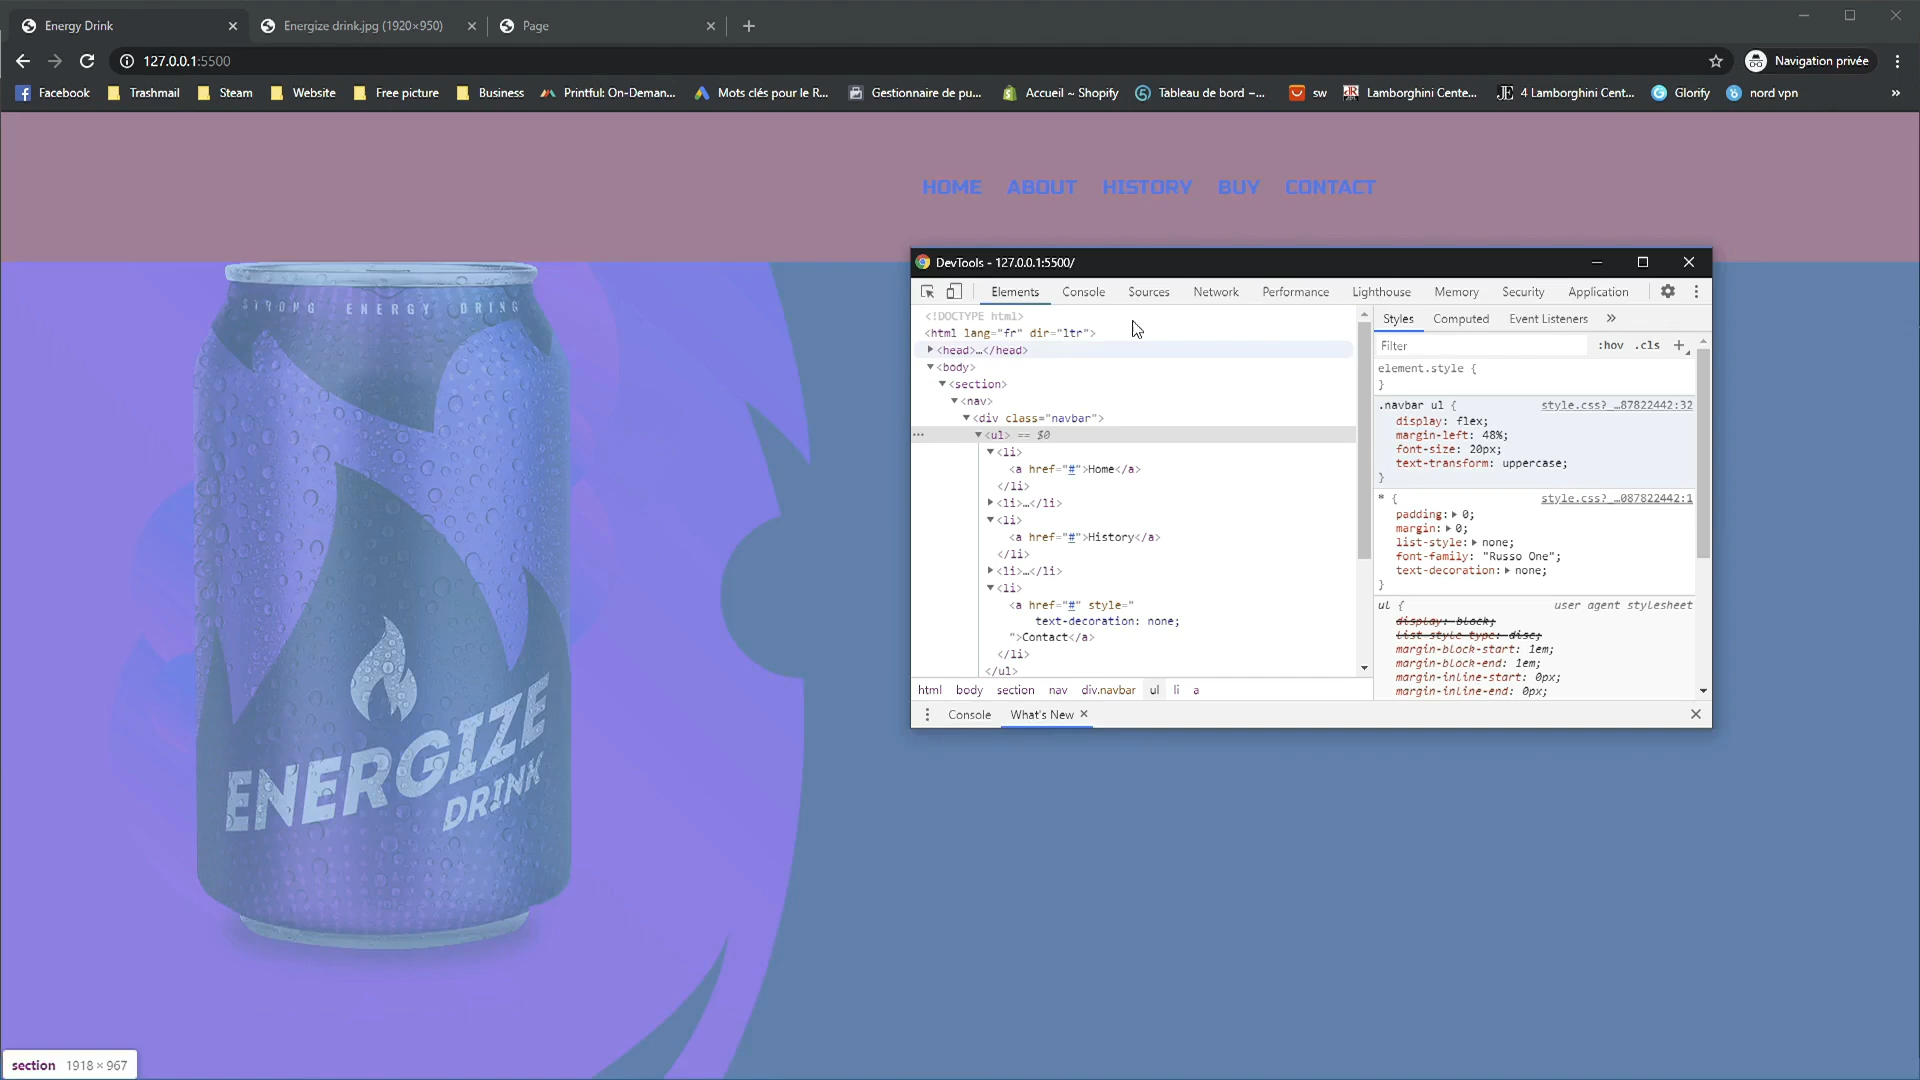 Energy Drink
Energize drink.jpg (1920×950)
Page
127.0.0.1:5500
Navigation privée
Facebook
Trashmail
Steam
Website
Free picture
Business
Printful: On-Deman...
Mots clés pour le R...
Gestionnaire de pu...
Accueil ~ Shopify
Tableau de bord –...
sw
Lamborghini Cente...
4 Lamborghini Cent...
Glorify
nord vpn
»
HOME ABOUT HISTORY BUY CONTACT
STRONG ENERGY DRINK
ENERGIZE
DRINK
DevTools - 127.0.0.1:5500/
Elements Console Sources Network Performance Lighthouse Memory Security Application
<!DOCTYPE html>
<html lang="fr" dir="ltr">
<head>…</head>
<body>
<section>
<nav>
<div class="navbar">
<ul> == $0
<li>
<a href="#">Home</a>
</li>
<li>…</li>
<li>
<a href="#">History</a>
</li>
<li>…</li>
<li>
<a href="#" style="
text-decoration: none;
">Contact</a>
</li>
</ul>
html body section nav div.navbar ul li a
Styles Computed Event Listeners »
Filter :hov .cls +
element.style {
}
.navbar ul { style.css?_…87822442:32
display: flex;
margin-left: 48%;
font-size: 20px;
text-transform: uppercase;
}
* { style.css?_…087822442:1
padding: 0;
margin: 0;
list-style: none;
font-family: "Russo One";
text-decoration: none;
}
ul { user agent stylesheet
display: block;
list-style-type: disc;
margin-block-start: 1em;
margin-block-end: 1em;
margin-inline-start: 0px;
margin-inline-end: 0px;
Console What's New
section 1918 × 967